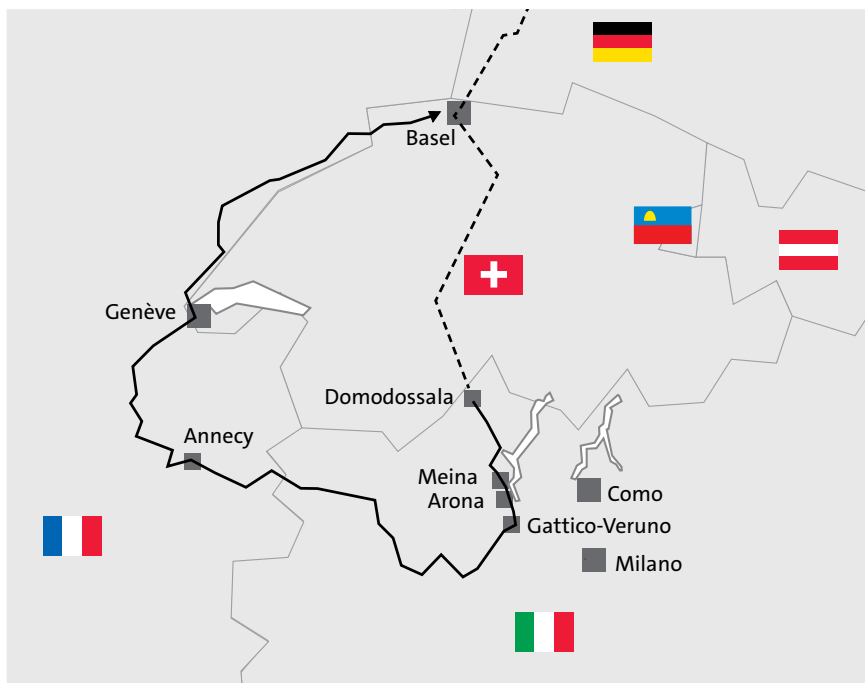 Basel
Genève
Domodossala
Annecy
Meina
Arona
Como
Gattico-Veruno
Milano